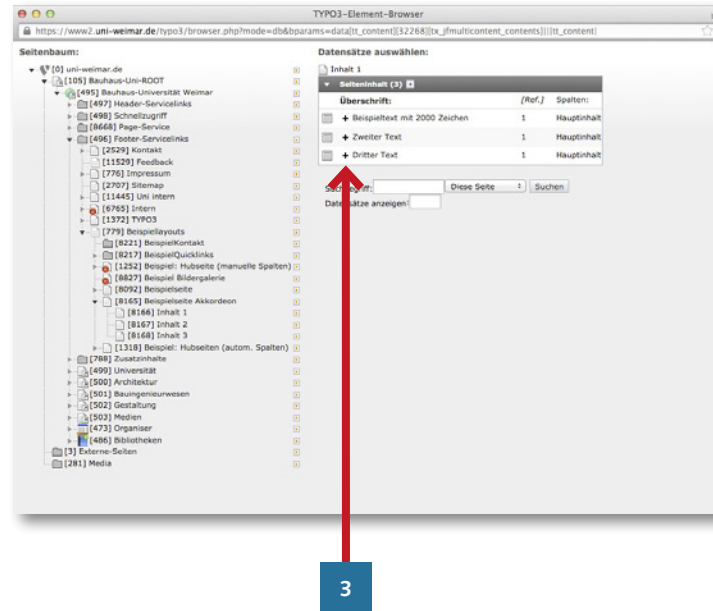 TYPO3-Element-Browser
https://www2.uni-weimar.de/typo3/browser.php?mode=db&bparams=data[tt_content][32268][tx_jfmulticontent_contents]|||tt_content|
Seitenbaum:
[0] uni-weimar.de
[105] Bauhaus-Uni-ROOT
[495] Bauhaus-Universität Weimar
[497] Header-Servicelinks
[498] Schnellzugriff
[8668] Page-Service
[496] Footer-Servicelinks
[2529] Kontakt
[11529] Feedback
[776] Impressum
[2707] Sitemap
[11445] Uni intern
[6765] Intern
[1372] TYPO3
[779] Beispiellayouts
[8221] BeispielKontakt
[8217] BeispielQuicklinks
[1252] Beispiel: Hubseite (manuelle Spalten)
[8827] Beispiel Bildergalerie
[8092] Beispielseite
[8165] Beispielseite Akkordeon
[8166] Inhalt 1
[8167] Inhalt 2
[8168] Inhalt 3
[1318] Beispiel: Hubseiten (autom. Spalten)
[788] Zusatzinhalte
[499] Universität
[500] Architektur
[501] Bauingenieurwesen
[502] Gestaltung
[503] Medien
[473] Organiser
[486] Bibliotheken
[3] Externe-Seiten
[281] Media
Datensätze auswählen:
Inhalt 1
Seiteninhalt (3)
Überschrift: [Ref.] Spalten:
Beispieltext mit 2000 Zeichen 1 Hauptinhalt
Zweiter Text 1 Hauptinhalt
Dritter Text 1 Hauptinhalt
Diese Seite Suchen
anzeigen:
3